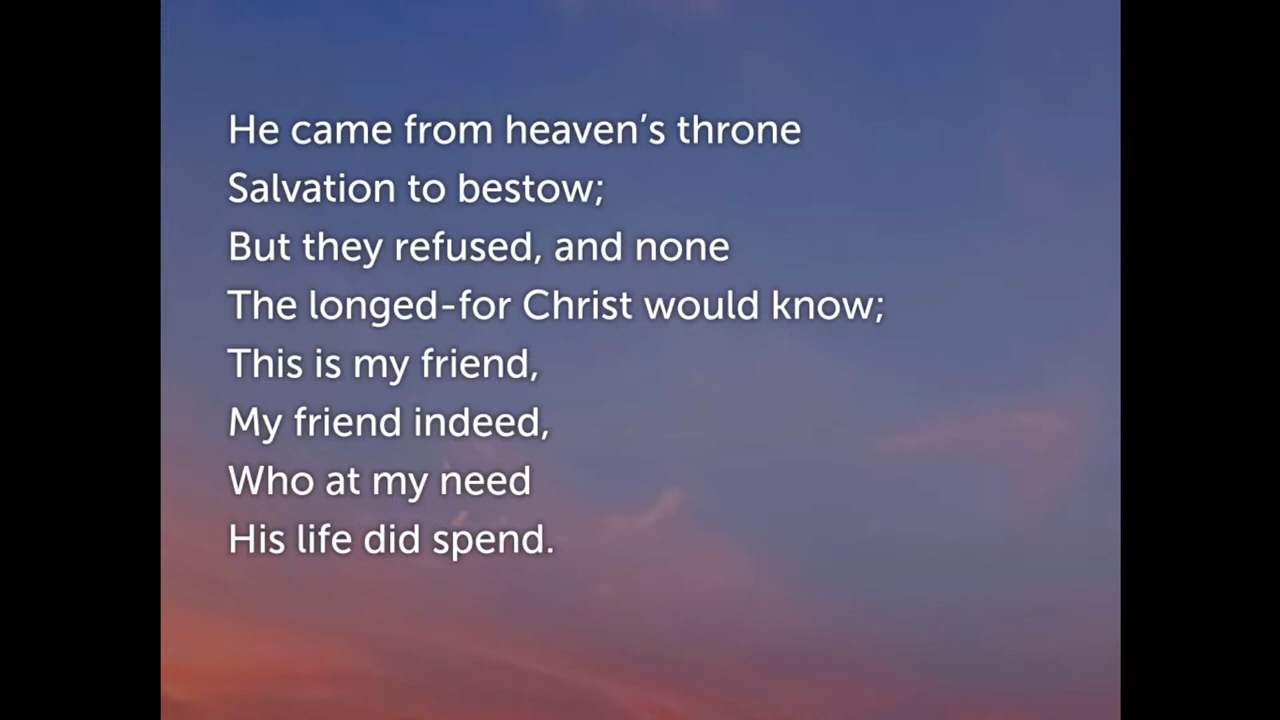 He came from heaven’s throne
Salvation to bestow;
But they refused, and none
The longed-for Christ would know;
This is my friend,
My friend indeed,
Who at my need
His life did spend.